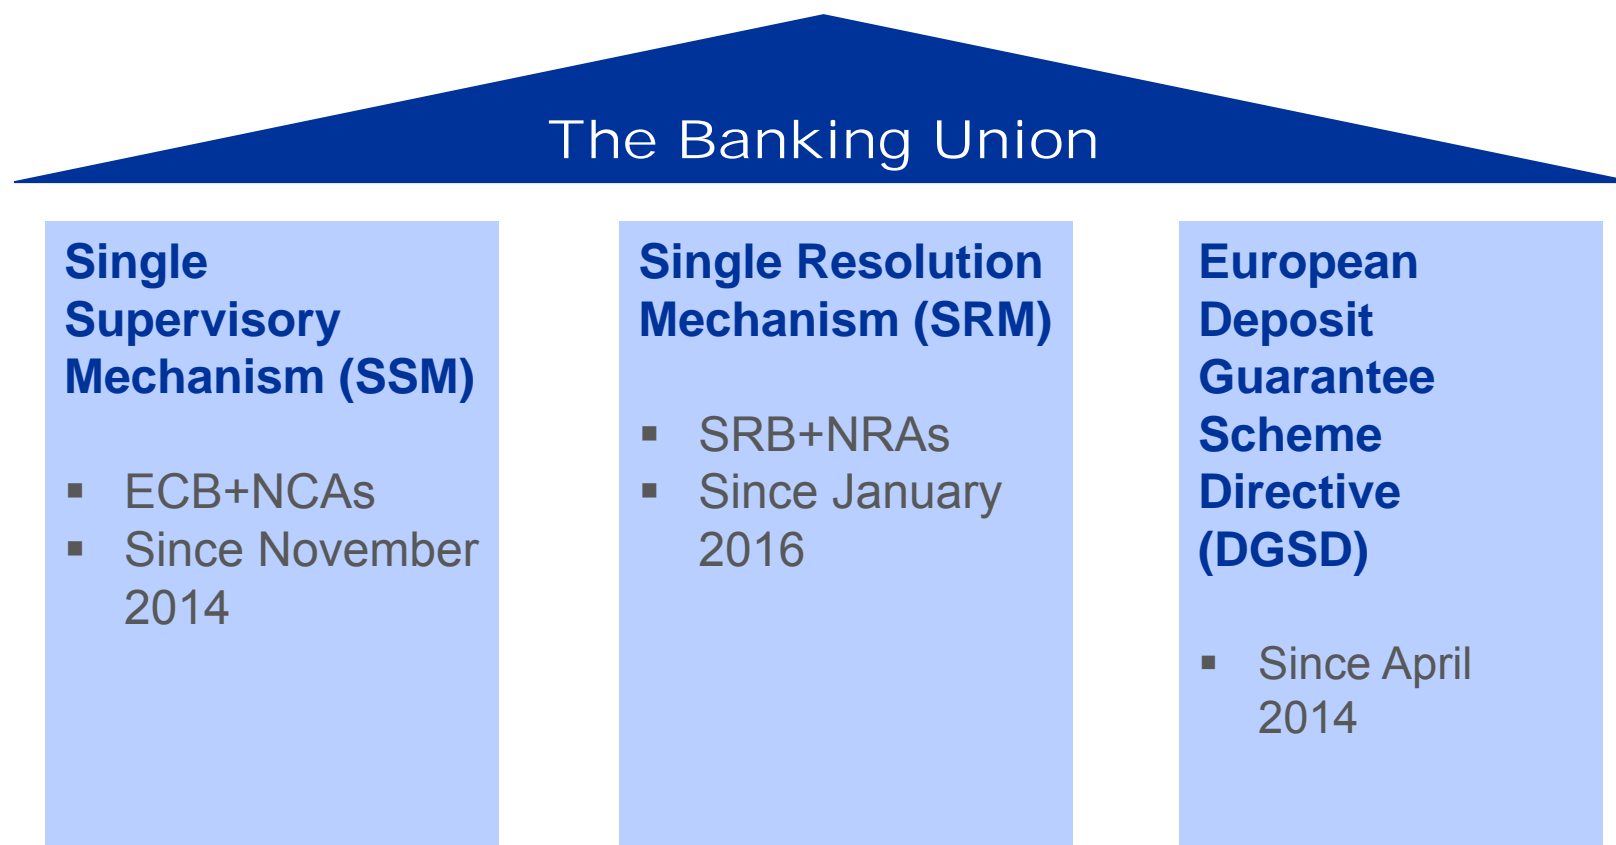 The Banking Union
Single
Supervisory
Mechanism (SSM)
▪ ECB+NCAs
▪ Since November
2014
Single Resolution
Mechanism (SRM)
▪ SRB+NRAs
▪ Since January
2016
European
Deposit
Guarantee
Scheme
Directive
(DGSD)
▪ Since April
2014